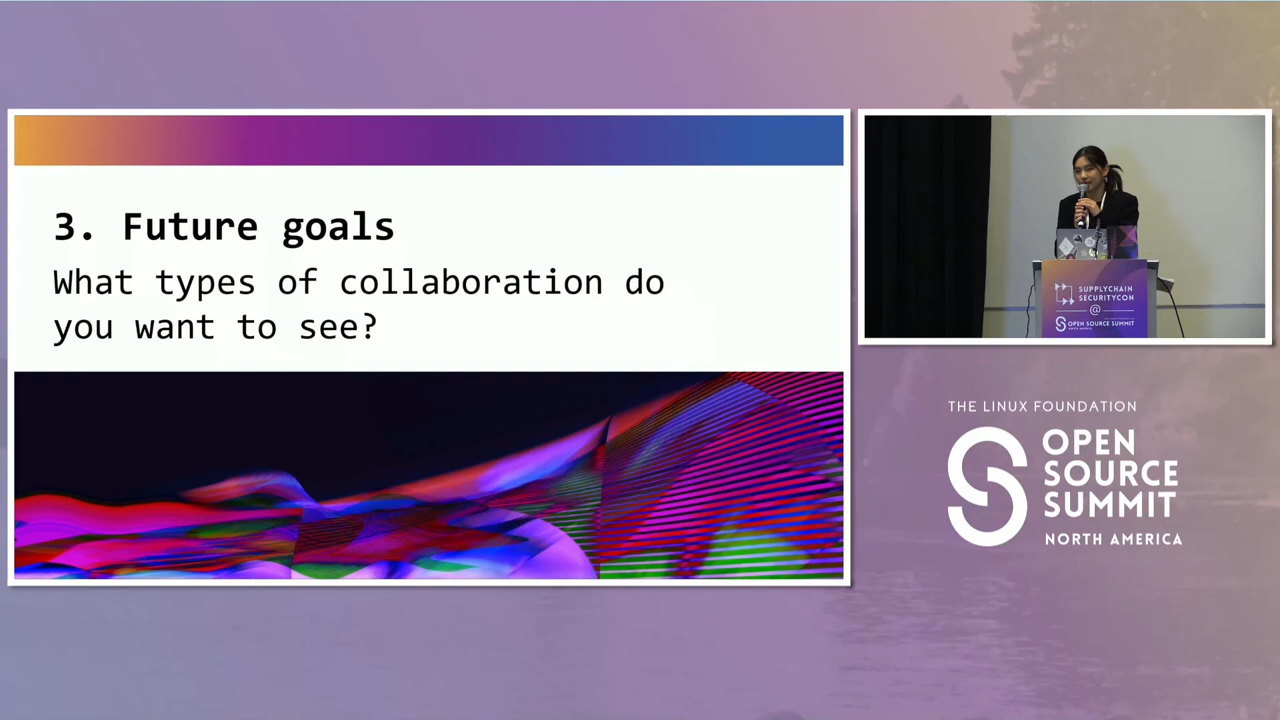 3. Future goals
What types of collaboration do
you want to see?
SUPPLYCHAIN
SECURITYCON
@
OPEN SOURCE SUMMIT
THE LINUX FOUNDATION
OPEN
SOURCE
SUMMIT
NORTH AMERICA